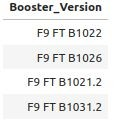 Booster_Version
F9 FT B1022
F9 FT B1026
F9 FT B1021.2
F9 FT B1031.2